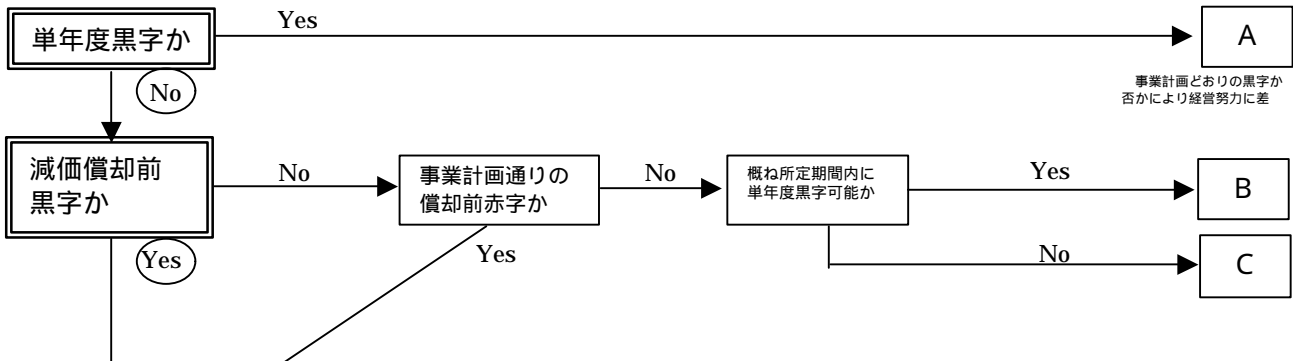 単年度黒字か
Yes
A
事業計画どおりの黒字か
否かにより経営努力に差
No
減価償却前
黒字か
No
事業計画通りの
償却前赤字か
No
概ね所定期間内に
単年度黒字可能か
Yes
B
Yes
Yes
No
C